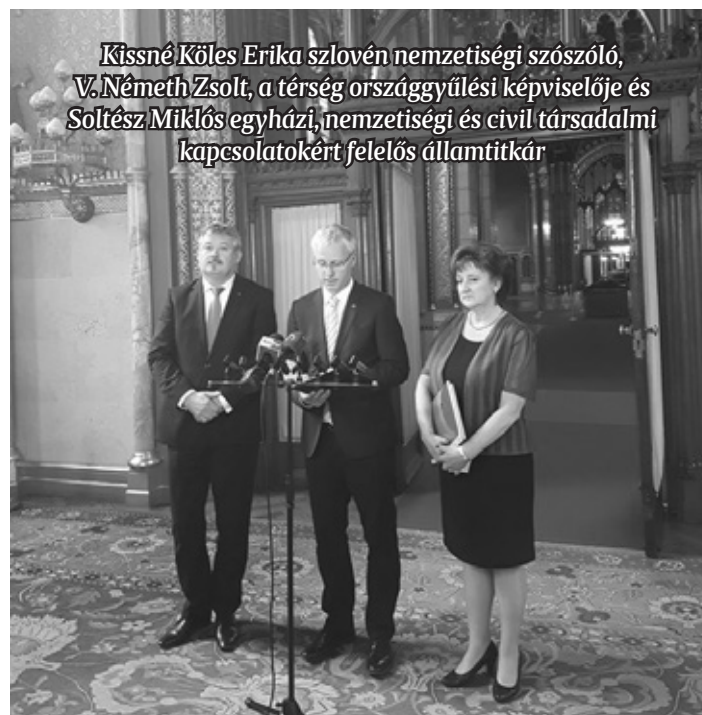 Kissné Köles Erika szlovén nemzetiségi szószóló,
V. Németh Zsolt, a térség országgyűlési képviselője és
Soltész Miklós egyházi, nemzetiségi és civil társadalmi
kapcsolatokért felelős államtitkár